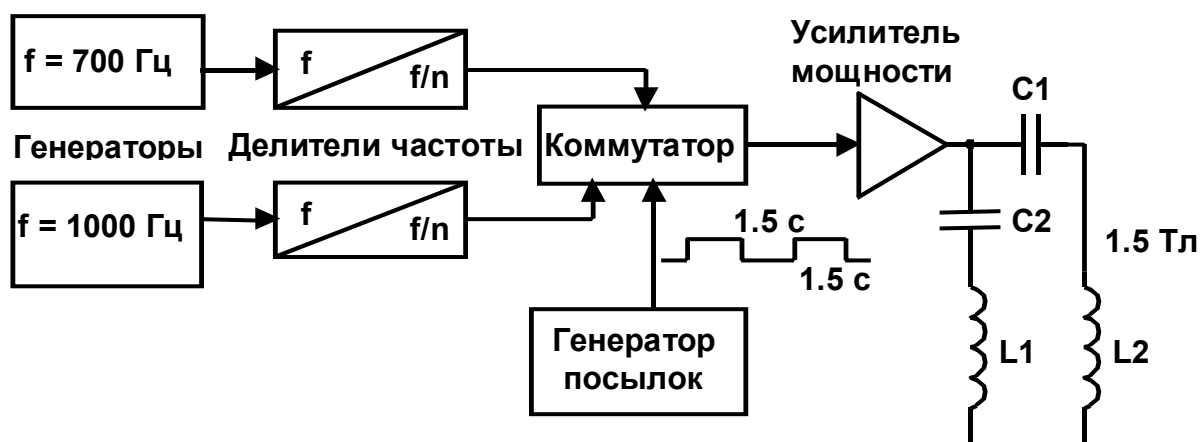 Усилитель
мощности
f = 700 Гц
f
f/n
C1
Генераторы
Делители частоты
Коммутатор
f = 1000 Гц
f
f/n
1.5 с
1.5 с
C2
1.5 Тл
Генератор
посылок
L1
L2